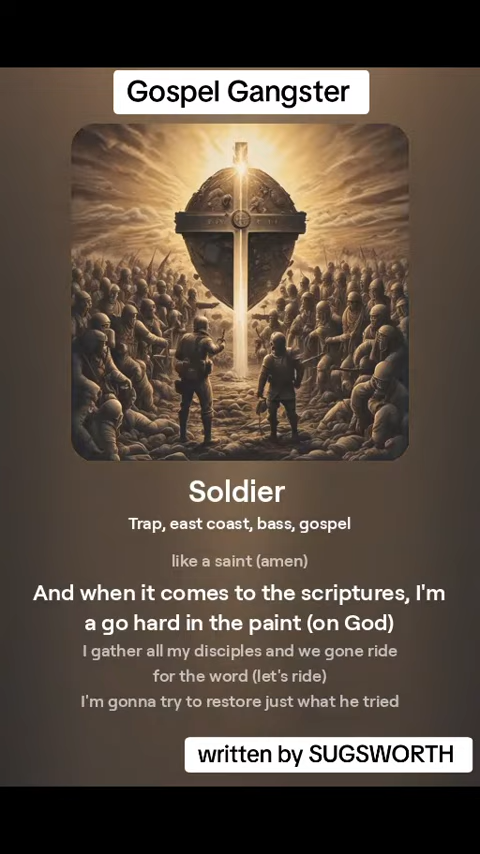 Gospel Gangster
Soldier
Trap, east coast, bass, gospel
like a saint (amen)
And when it comes to the scriptures, I'm
a go hard in the paint (on God)
I gather all my disciples and we gone ride
for the word (let's ride)
I'm gonna try to restore just what he tried
written by SUGSWORTH